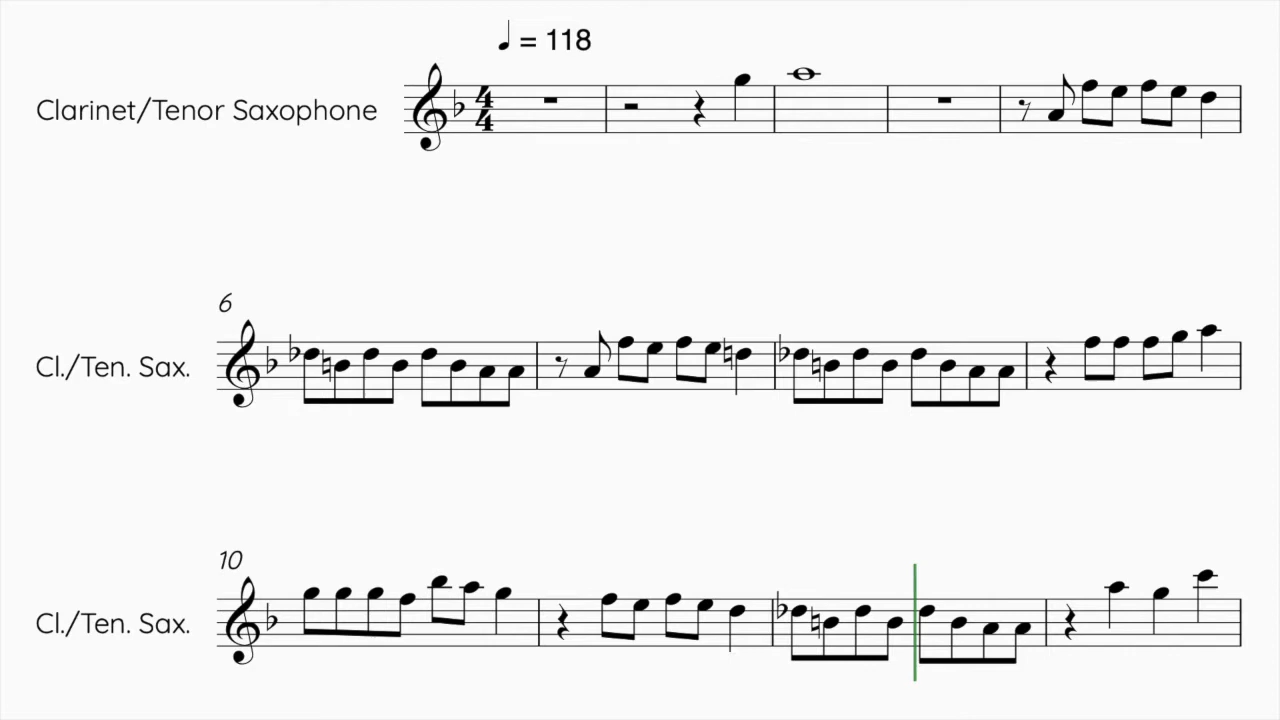 ♩ = 118
Clarinet/Tenor Saxophone
4
4
6
Cl./Ten. Sax.
10
Cl./Ten. Sax.